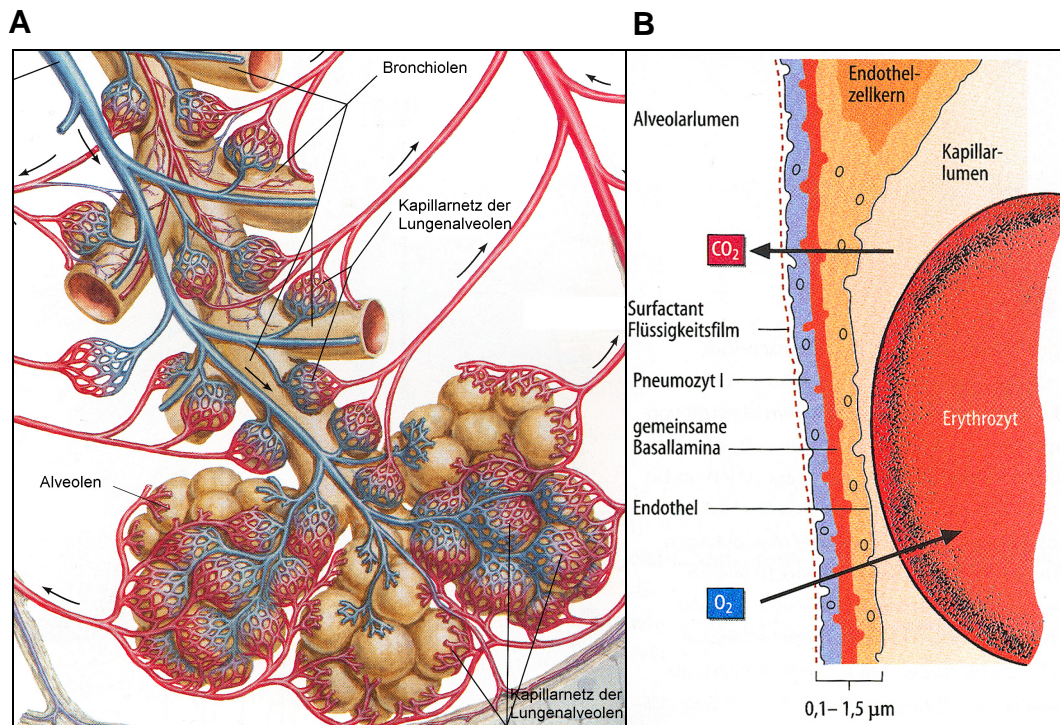 A
Bronchiolen
Kapillarnetz der
Lungenalveolen
Alveolen
Kapillarnetz der
Lungenalveolen
B
Endothel-
zellkern
Alveolarlumen
Kapillar-
lumen
CO₂
Surfactant
Flüssigkeitsfilm
Pneumozyt I
gemeinsame
Basallamina
Erythrozyt
Endothel
O₂
0,1– 1,5 µm